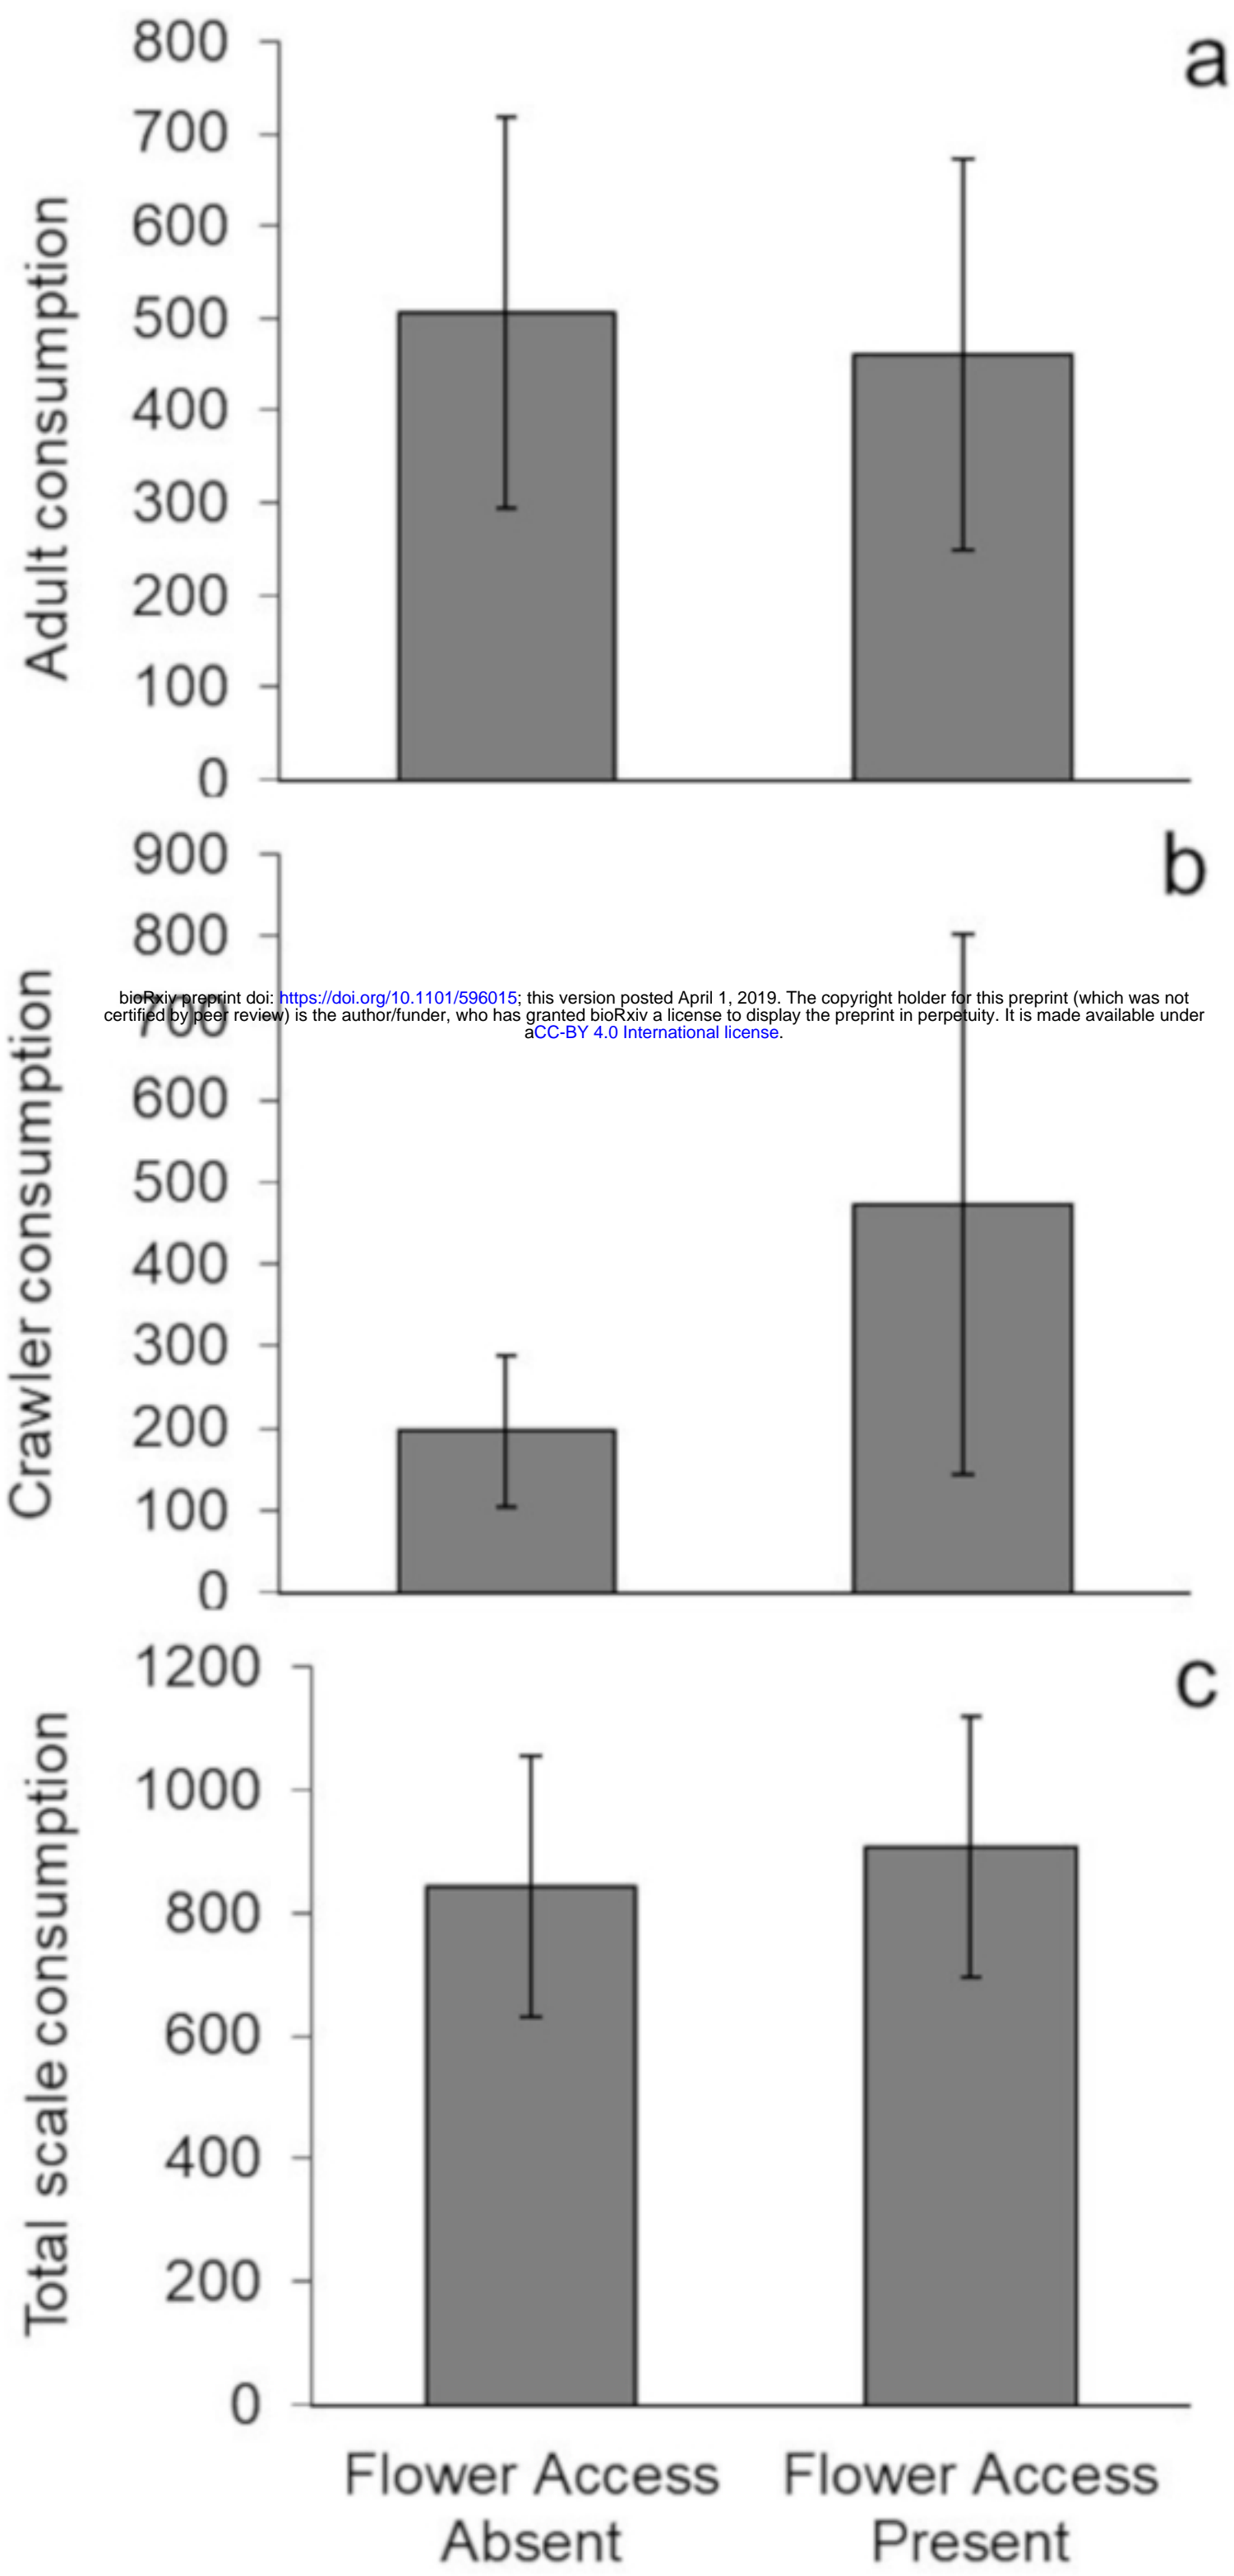 a
800
700
600
500
400
300
200
100
0
Adult consumption
b
900
800
700
600
500
400
300
200
100
0
Crawler consumption
bioRxiv preprint doi: https://doi.org/10.1101/596015; this version posted April 1, 2019. The copyright holder for this preprint (which was not
certified by peer review) is the author/funder, who has granted bioRxiv a license to display the preprint in perpetuity. It is made available under
aCC-BY 4.0 International license.
c
1200
1000
800
600
400
200
0
Total scale consumption
Flower Access
Absent
Flower Access
Present